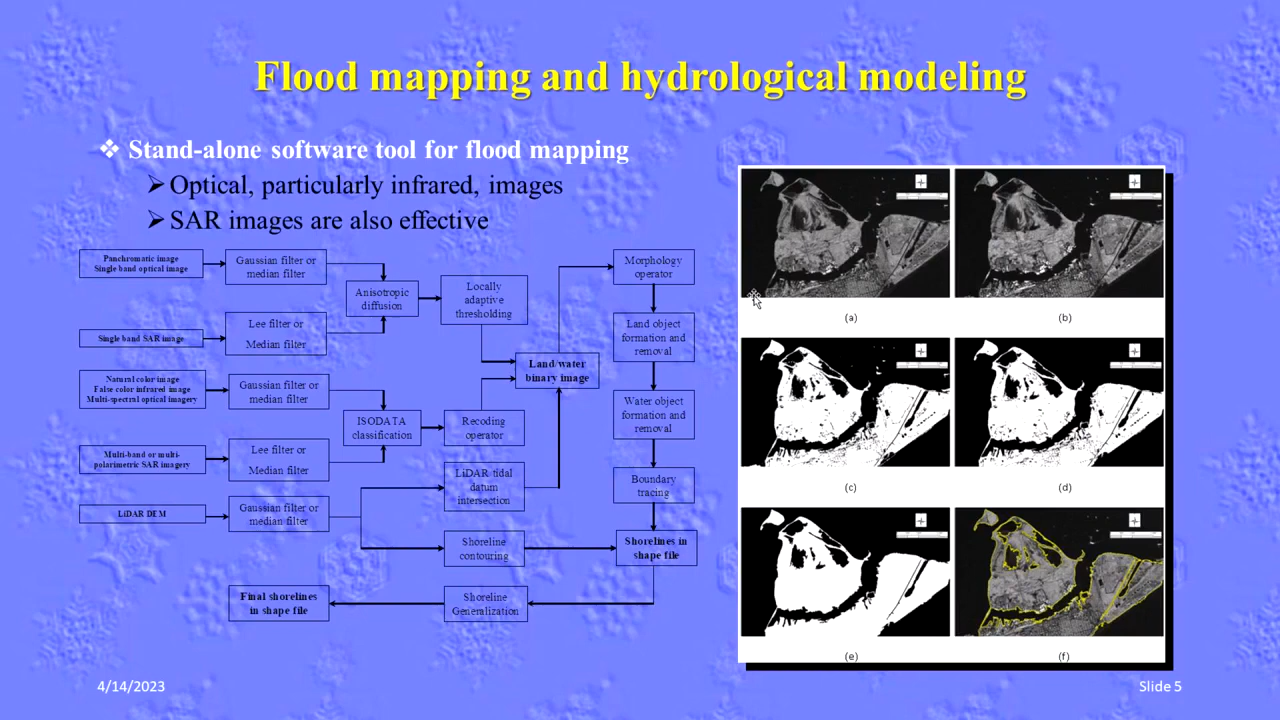 Flood mapping and hydrological modeling
❖ Stand-alone software tool for flood mapping
➢ Optical, particularly infrared, images
➢ SAR images are also effective
Panchromatic image
Single band optical image
Gaussian filter or
median filter
Anisotropic
diffusion
Locally
adaptive
thresholding
Morphology
operator
Single band SAR image
Lee filter or
Median filter
Land object
formation and
removal
Land/water
binary image
Natural color image
False color infrared image
Multi-spectral optical imagery
Gaussian filter or
median filter
ISODATA
classification
Recoding
operator
Water object
formation and
removal
Multi-band or multi-
polarimetric SAR imagery
Lee filter or
Median filter
LiDAR tidal
datum
intersection
Boundary
tracing
LiDAR DEM
Gaussian filter or
median filter
Shoreline
contouring
Shorelines in
shape file
Final shorelines
in shape file
Shoreline
Generalization
(a)
(b)
(c)
(d)
(e)
(f)
4/14/2023
Slide 5